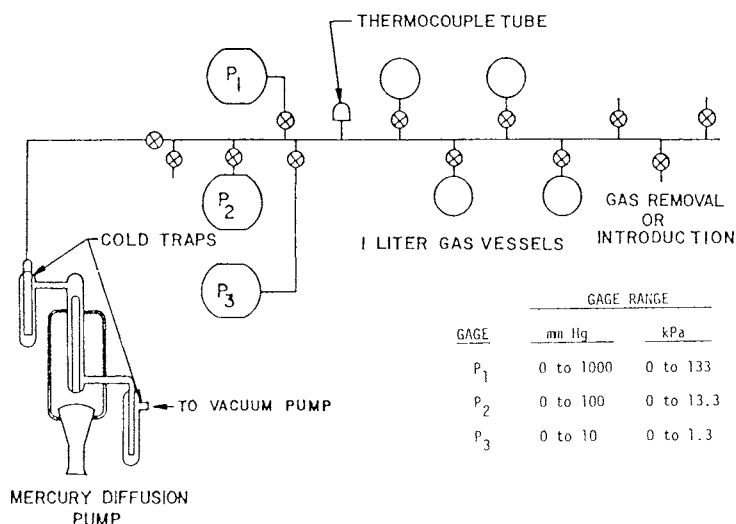 THERMOCOUPLE TUBE
P1
P2
P3
COLD TRAPS
1 LITER GAS VESSELS
GAS REMOVAL
OR
INTRODUCTION
TO VACUUM PUMP
MERCURY DIFFUSION
PUMP
GAGE RANGE
GAGE mm Hg kPa
P1 0 to 1000 0 to 133
P2 0 to 100 0 to 13.3
P3 0 to 10 0 to 1.3